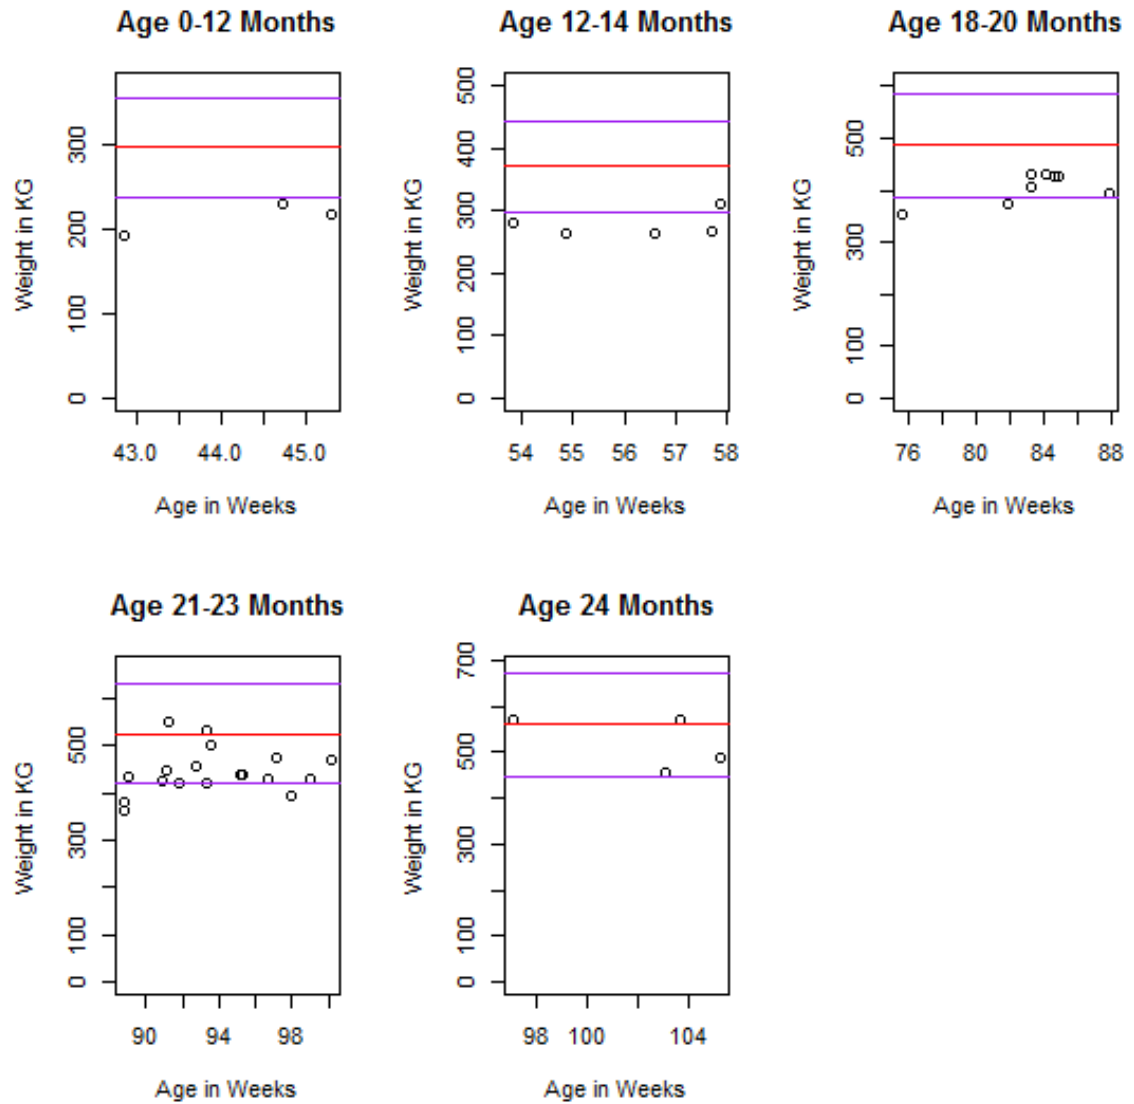 Age 0-12 Months
Weight in KG
0 100 200 300
43.0 44.0 45.0
Age in Weeks
Age 12-14 Months
Weight in KG
0 100 200 300 400 500
54 55 56 57 58
Age in Weeks
Age 18-20 Months
Weight in KG
0 100 300 500
76 80 84 88
Age in Weeks
Age 21-23 Months
Weight in KG
0 100 300 500
90 94 98
Age in Weeks
Age 24 Months
Weight in KG
0 100 300 500 700
98 100 104
Age in Weeks